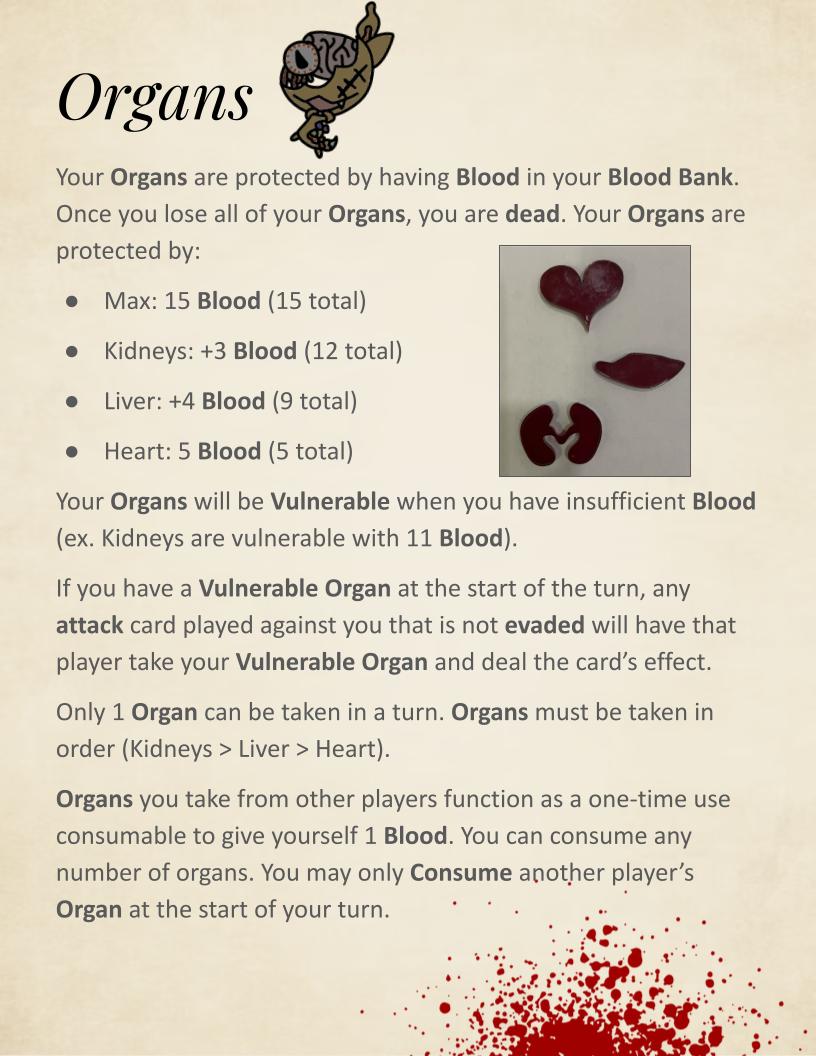 Organs
Your Organs are protected by having Blood in your Blood Bank.
Once you lose all of your Organs, you are dead. Your Organs are
protected by:
● Max: 15 Blood (15 total)
● Kidneys: +3 Blood (12 total)
● Liver: +4 Blood (9 total)
● Heart: 5 Blood (5 total)
Your Organs will be Vulnerable when you have insufficient Blood
(ex. Kidneys are vulnerable with 11 Blood).
If you have a Vulnerable Organ at the start of the turn, any
attack card played against you that is not evaded will have that
player take your Vulnerable Organ and deal the card’s effect.
Only 1 Organ can be taken in a turn. Organs must be taken in
order (Kidneys > Liver > Heart).
Organs you take from other players function as a one-time use
consumable to give yourself 1 Blood. You can consume any
number of organs. You may only Consume another player’s
Organ at the start of your turn.